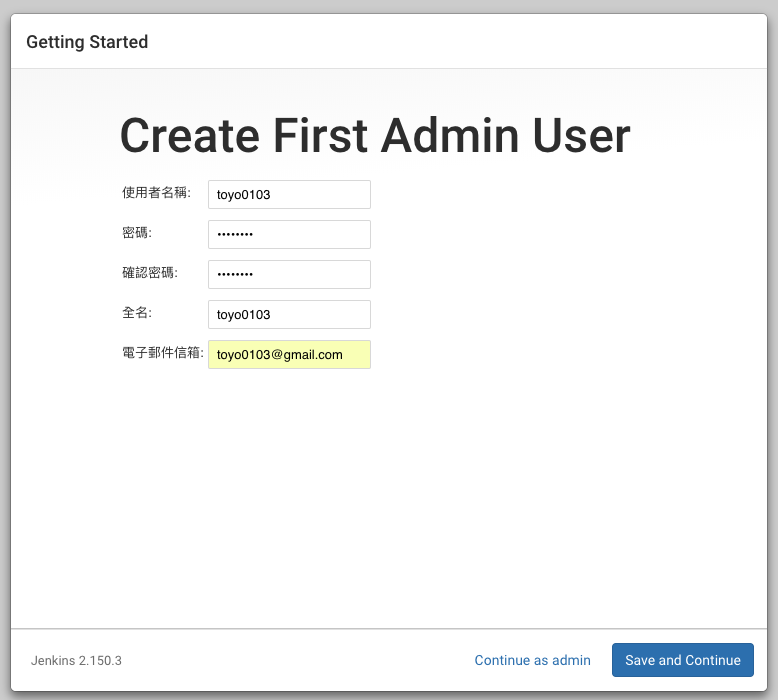 Getting Started
Create First Admin User
使用者名稱: toyo0103
密碼: ••••••••
確認密碼: ••••••••
全名: toyo0103
電子郵件信箱: toyo0103@gmail.com
Jenkins 2.150.3 Continue as admin Save and Continue